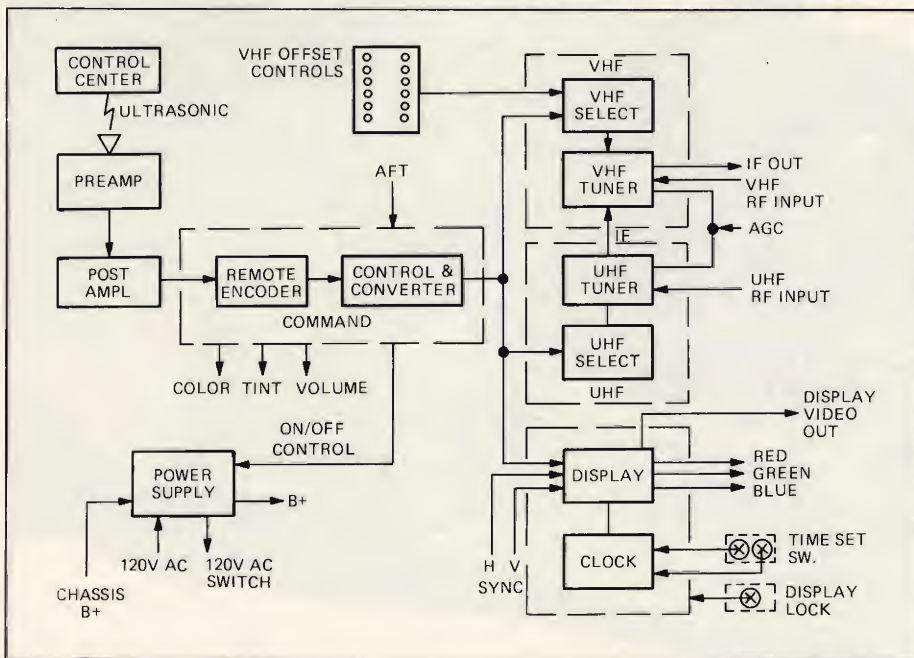 CONTROL
CENTER
ULTRASONIC
PREAMP
POST
AMPL
VHF OFFSET
CONTROLS
AFT
REMOTE
ENCODER
CONTROL &
CONVERTER
COMMAND
COLOR TINT VOLUME
ON/OFF
CONTROL
POWER
SUPPLY
B+
120V AC
120V AC
SWITCH
CHASSIS
B+
VHF
VHF
SELECT
VHF
TUNER
IF OUT
VHF
RF INPUT
AGC
IF
UHF
TUNER
UHF
RF INPUT
UHF
SELECT
UHF
DISPLAY
VIDEO
OUT
DISPLAY
RED
GREEN
BLUE
CLOCK
H V
SYNC
TIME SET
SW.
DISPLAY
LOCK